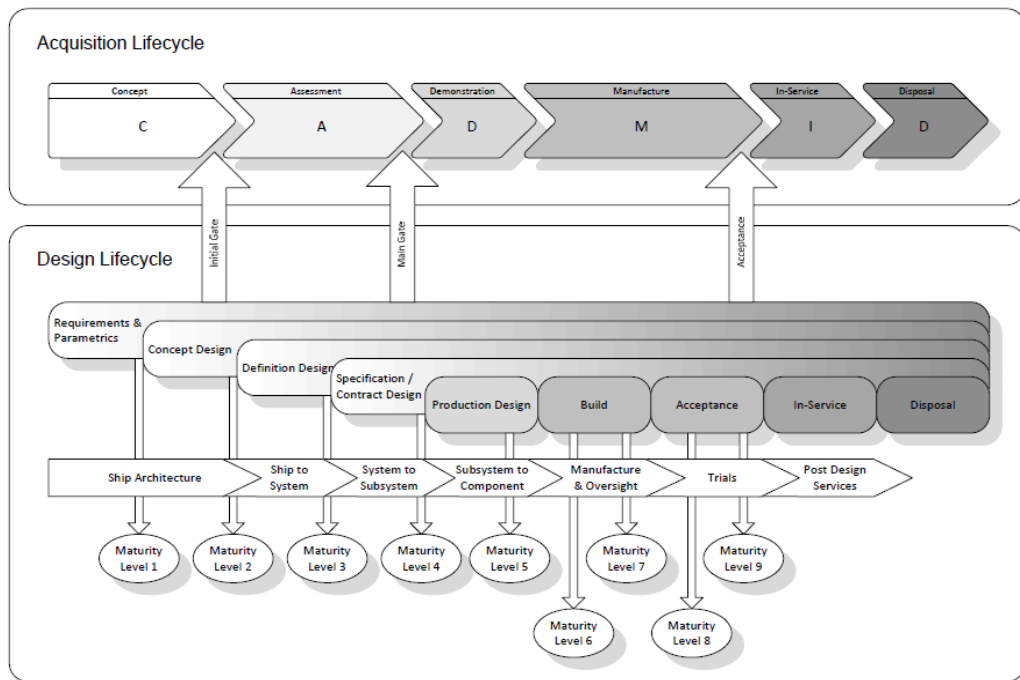 Acquisition Lifecycle
Concept
Assessment
Demonstration
Manufacture
In-Service
Disposal
C
A
D
M
I
D
Initial Gate
Main Gate
Acceptance
Design Lifecycle
Requirements &
Parametrics
Concept Design
Definition Design
Specification /
Contract Design
Production Design
Build
Acceptance
In-Service
Disposal
Ship Architecture
Ship to
System
System to
Subsystem
Subsystem to
Component
Manufacture
& Oversight
Trials
Post Design
Services
Maturity
Level 1
Maturity
Level 2
Maturity
Level 3
Maturity
Level 4
Maturity
Level 5
Maturity
Level 7
Maturity
Level 9
Maturity
Level 6
Maturity
Level 8